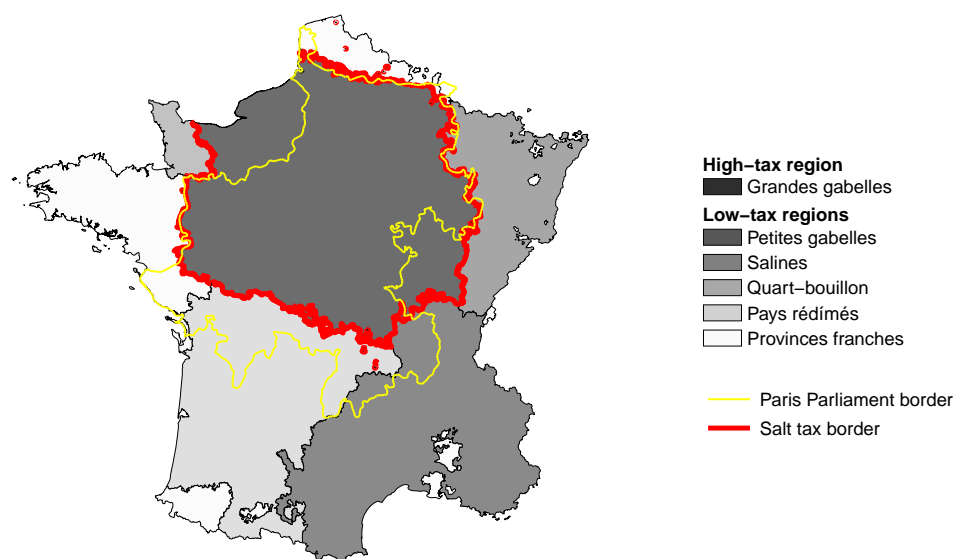 High−tax region
Grandes gabelles
Low−tax regions
Petites gabelles
Salines
Quart−bouillon
Pays rédímés
Provinces franches
Paris Parliament border
Salt tax border